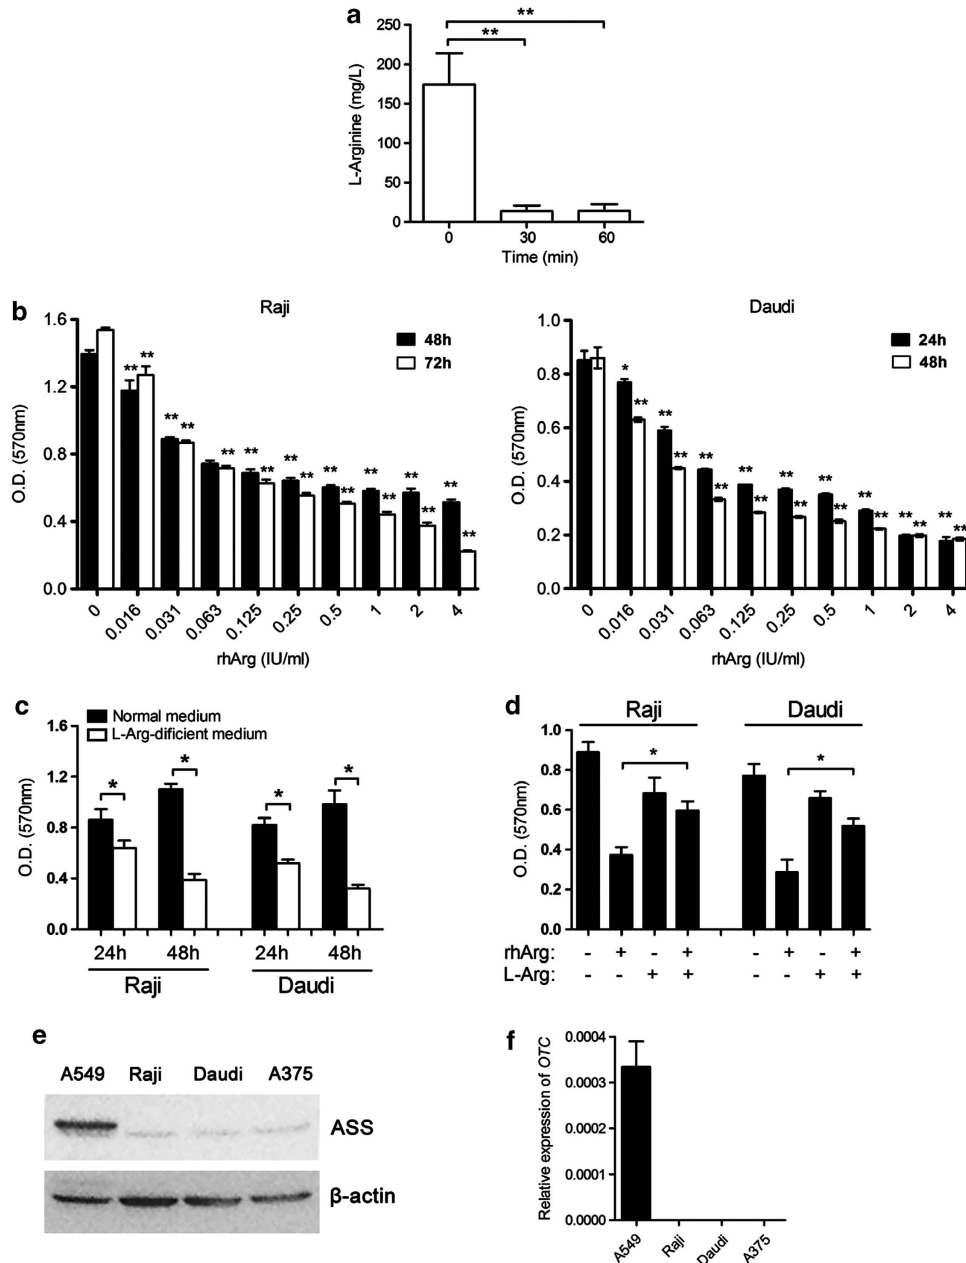 a
**
**
250
200
150
100
50
0
L-Arginine (mg/L)
0 30 60
Time (min)
b
Raji
48h
72h
1.6
1.2
0.8
0.4
0.0
O.D. (570nm)
** **
** **
**
** **
** **
** **
** **
** **
** **
0 0.016 0.031 0.063 0.125 0.25 0.5 1 2 4
rhArg (IU/ml)
Daudi
24h
48h
1.0
0.8
0.6
0.4
0.2
0.0
O.D. (570nm)
* **
** **
** **
** **
** **
** **
** **
** **
** **
0 0.016 0.031 0.063 0.125 0.25 0.5 1 2 4
rhArg (IU/ml)
c
Normal medium
L-Arg-dificient medium
1.6
1.2
0.8
0.4
0.0
O.D. (570nm)
* * * *
24h 48h 24h 48h
Raji Daudi
d
Raji Daudi
1.0
0.8
0.6
0.4
0.2
0.0
O.D. (570nm)
* *
rhArg: - + - + - + - +
L-Arg: - - + + - - + +
e
A549 Raji Daudi A375
ASS
β-actin
f
0.0004
0.0003
0.0002
0.0001
0.0000
Relative expression of OTC
A549 Raji Daudi A375